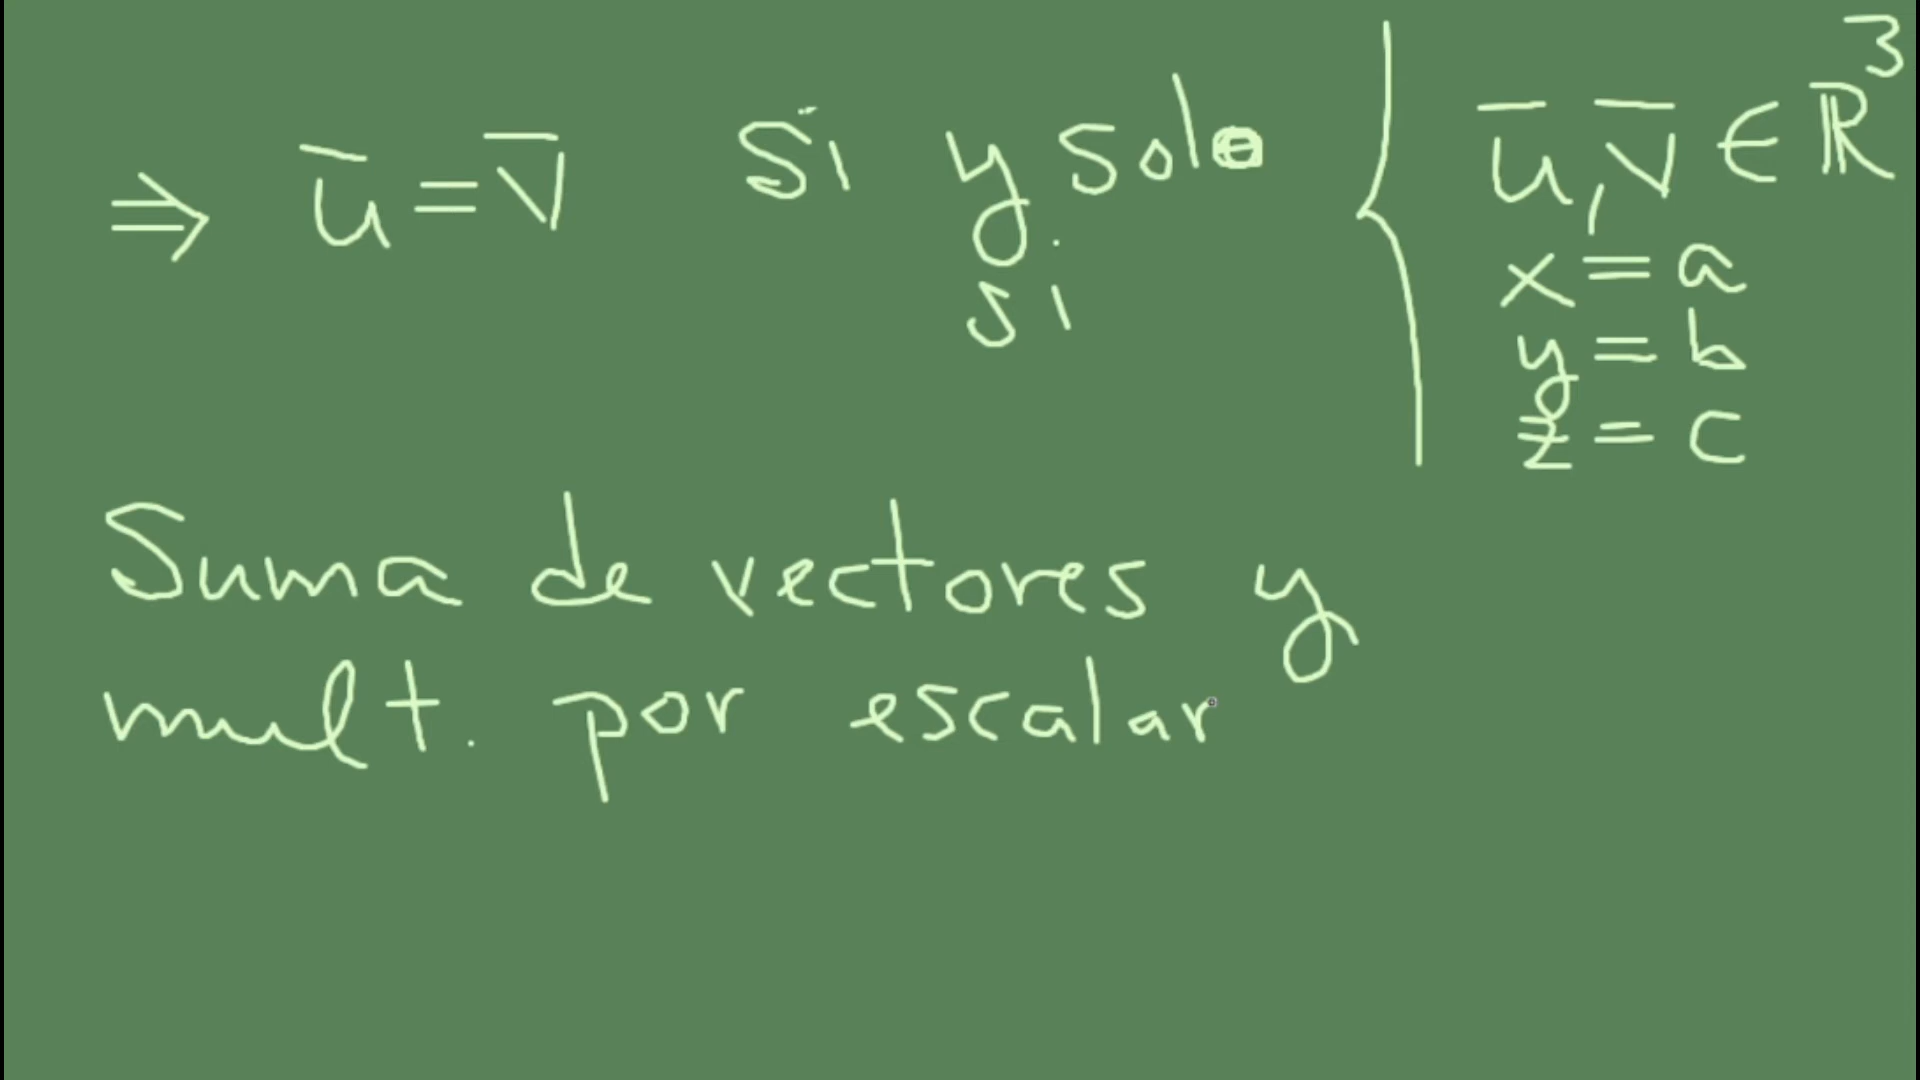 ⇒ ū = v̄ Si y solo
si
ū, v̄ ∈ ℝ³
x = a
y = b
z = c
Suma de vectores y
mult. por escalar